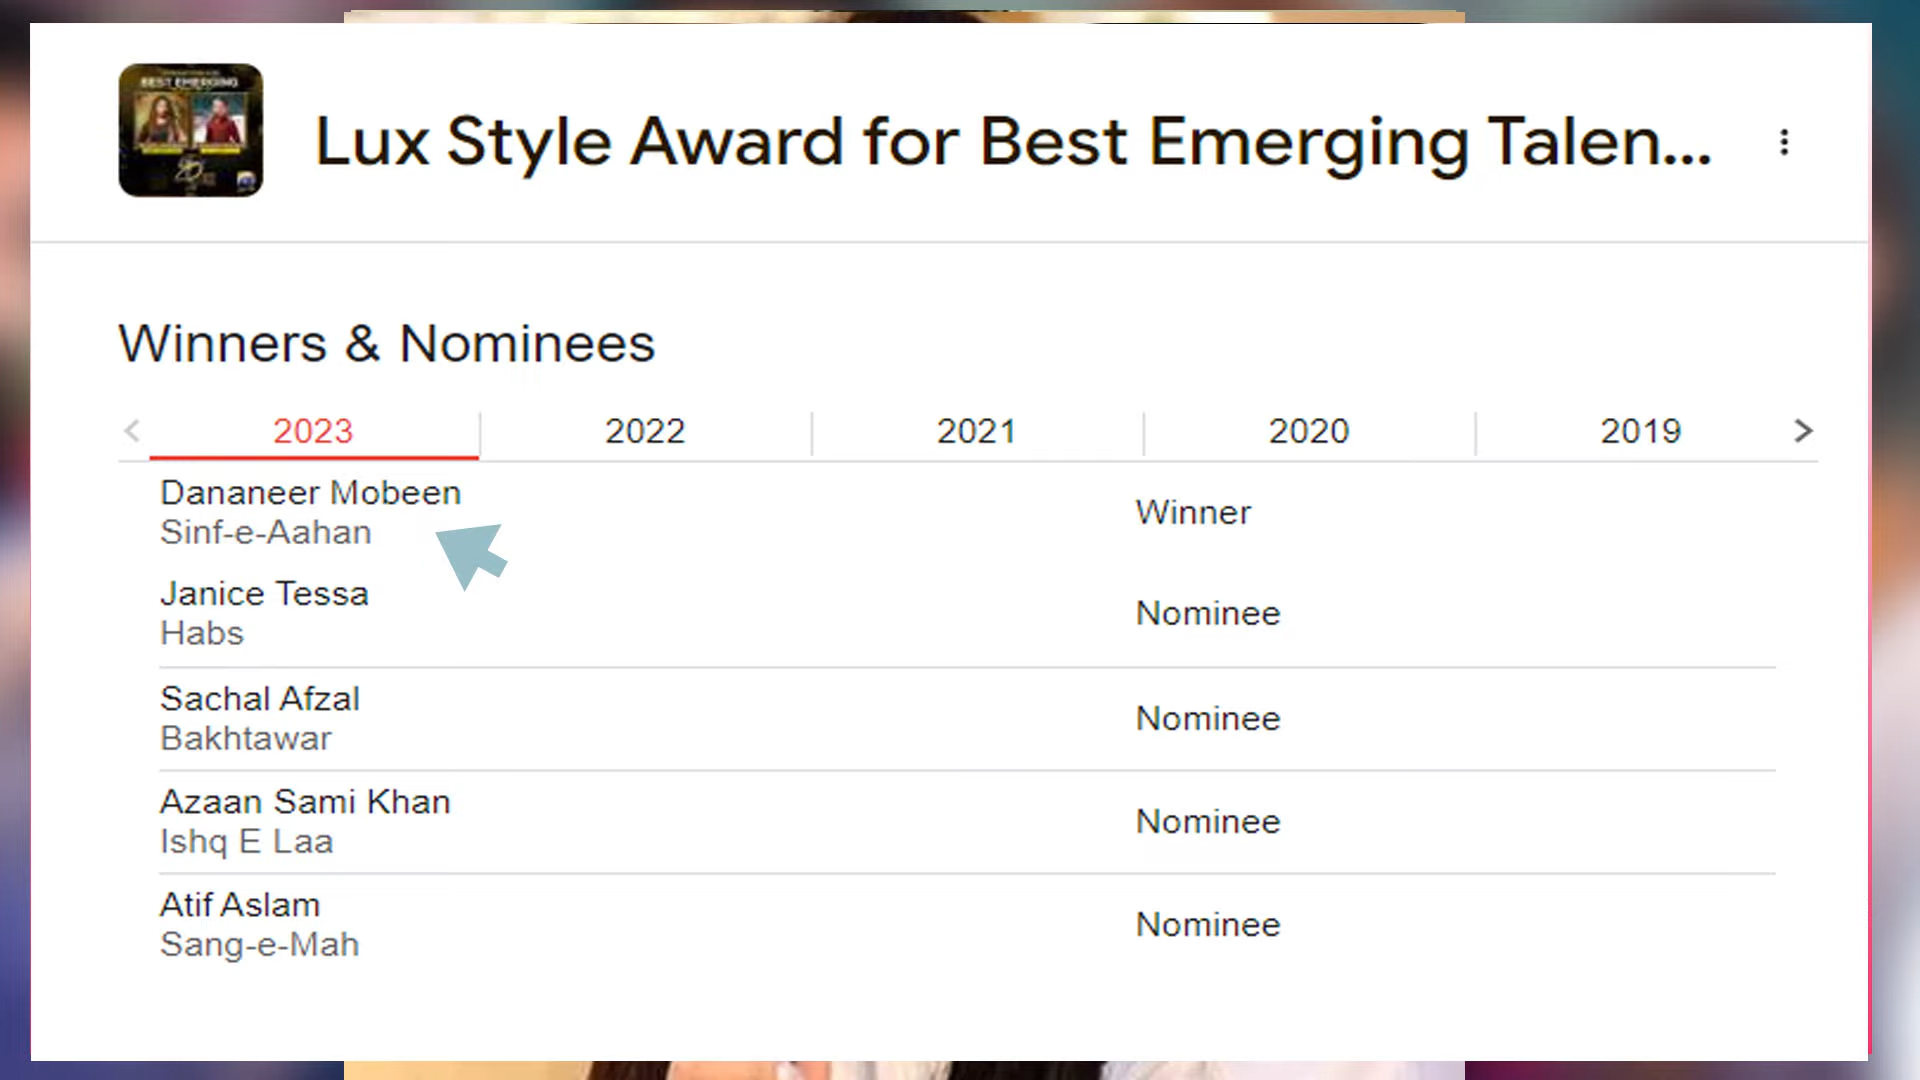 BEST EMERGING
Lux Style Award for Best Emerging Talen...
Winners & Nominees
2023 2022 2021 2020 2019
Dananeer Mobeen
Sinf-e-Aahan
Winner
Janice Tessa
Habs
Nominee
Sachal Afzal
Bakhtawar
Nominee
Azaan Sami Khan
Ishq E Laa
Nominee
Atif Aslam
Sang-e-Mah
Nominee